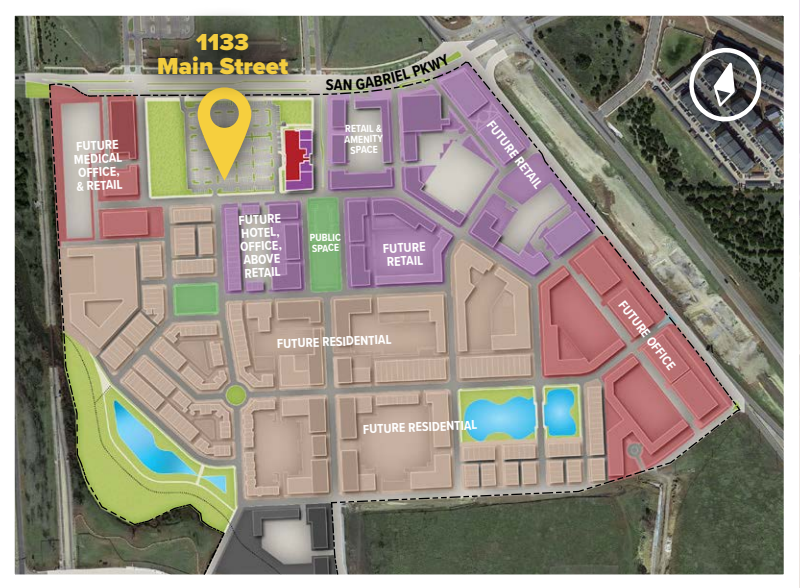 1133
Main Street
SAN GABRIEL PKWY
FUTURE
MEDICAL
OFFICE,
& RETAIL
RETAIL &
AMENITY
SPACE
FUTURE RETAIL
FUTURE
HOTEL,
OFFICE,
ABOVE
RETAIL
PUBLIC
SPACE
FUTURE
RETAIL
FUTURE OFFICE
FUTURE RESIDENTIAL
FUTURE RESIDENTIAL